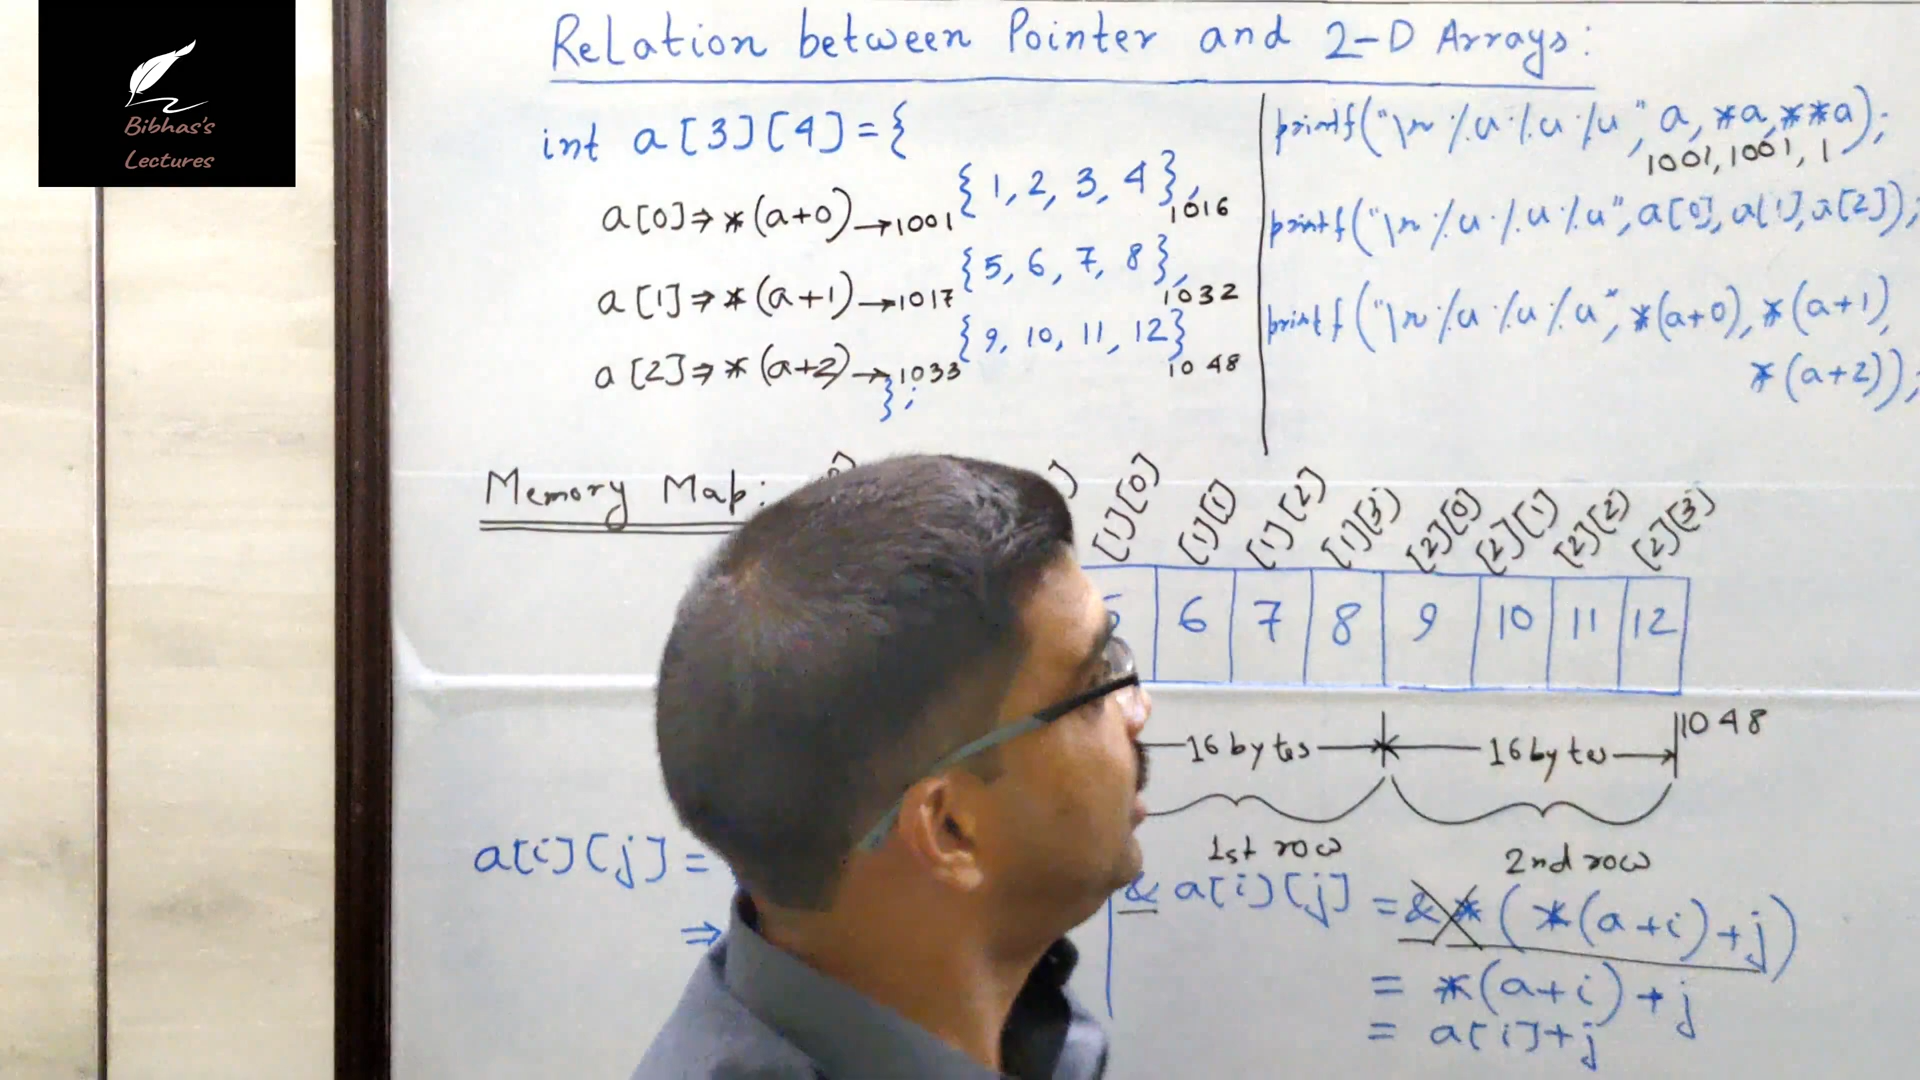 Bibhas's
Lectures
Relation between Pointer and 2-D Arrays:
int a[3][4]={
a[0]⇒*(a+0)→1001 {1, 2, 3, 4}, 1016
a[1]⇒*(a+1)→1017 {5, 6, 7, 8}, 1032
a[2]⇒*(a+2)→1033 {9, 10, 11, 12} 1048
};
printf("\n %u %u %u", a, *a, **a);
1001, 1001, 1
printf("\n %u %u %u", a[0], a[1], a[2]);
printf("\n %u %u %u", *(a+0), *(a+1),
*(a+2));
Memory Map:
[1][0] [1][1] [1][2] [1][3] [2][0] [2][1] [2][2] [2][3]
5 6 7 8 9 10 11 12
16 bytes 16 bytes 1048
1st row 2nd row
a[i][j] =
⇒
& a[i][j] = &*(*(a+i)+j)
= *(a+i)+j
= a[i]+j